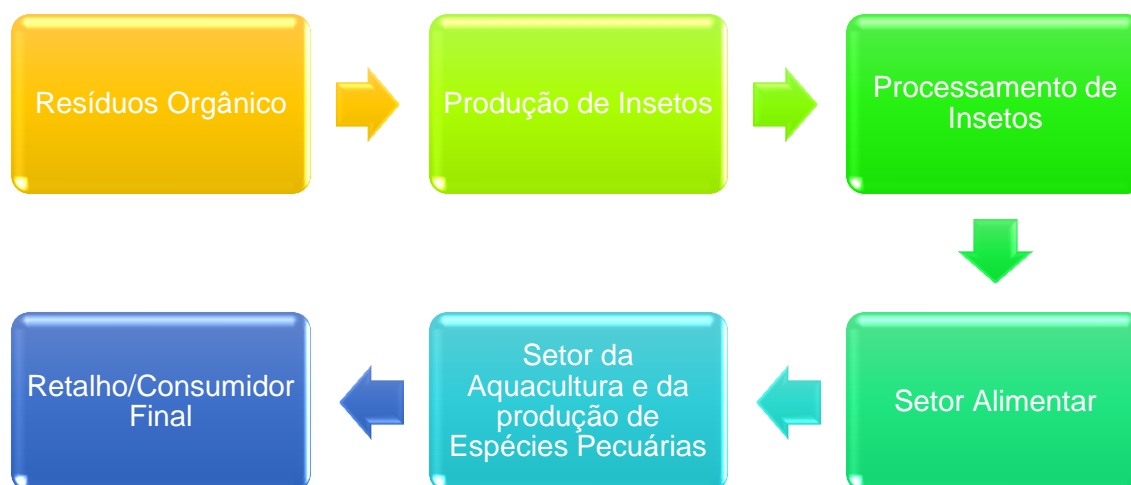 Resíduos Orgânico
Produção de Insetos
Processamento de
Insetos
Setor Alimentar
Setor da
Aquacultura e da
produção de
Espécies Pecuárias
Retalho/Consumidor
Final